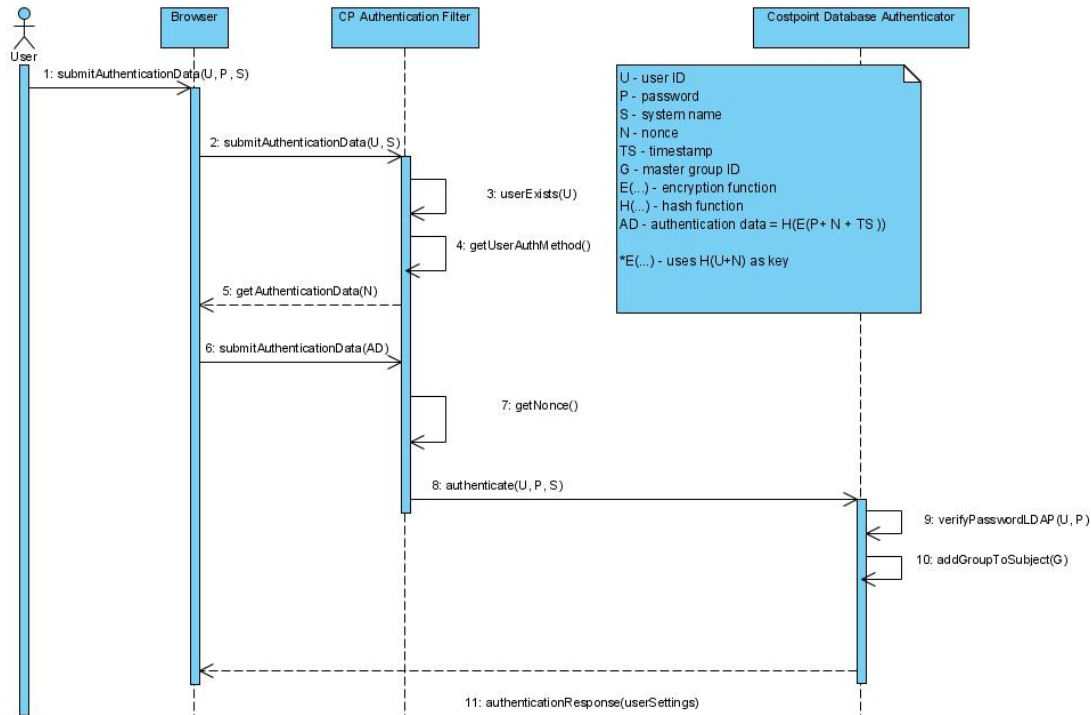 Browser
CP Authentication Filter
Costpoint Database Authenticator
User
1: submitAuthenticationData(U, P , S)
U - user ID
P - password
S - system name
N - nonce
TS - timestamp
G - master group ID
E(...) - encryption function
H(...) - hash function
AD - authentication data = H(E(P+ N + TS ))
*E(...) - uses H(U+N) as key
2: submitAuthenticationData(U, S)
3: userExists(U)
4: getUserAuthMethod()
5: getAuthenticationData(N)
6: submitAuthenticationData(AD)
7: getNonce()
8: authenticate(U, P, S)
9: verifyPasswordLDAP(U, P)
10: addGroupToSubject(G)
11: authenticationResponse(userSettings)